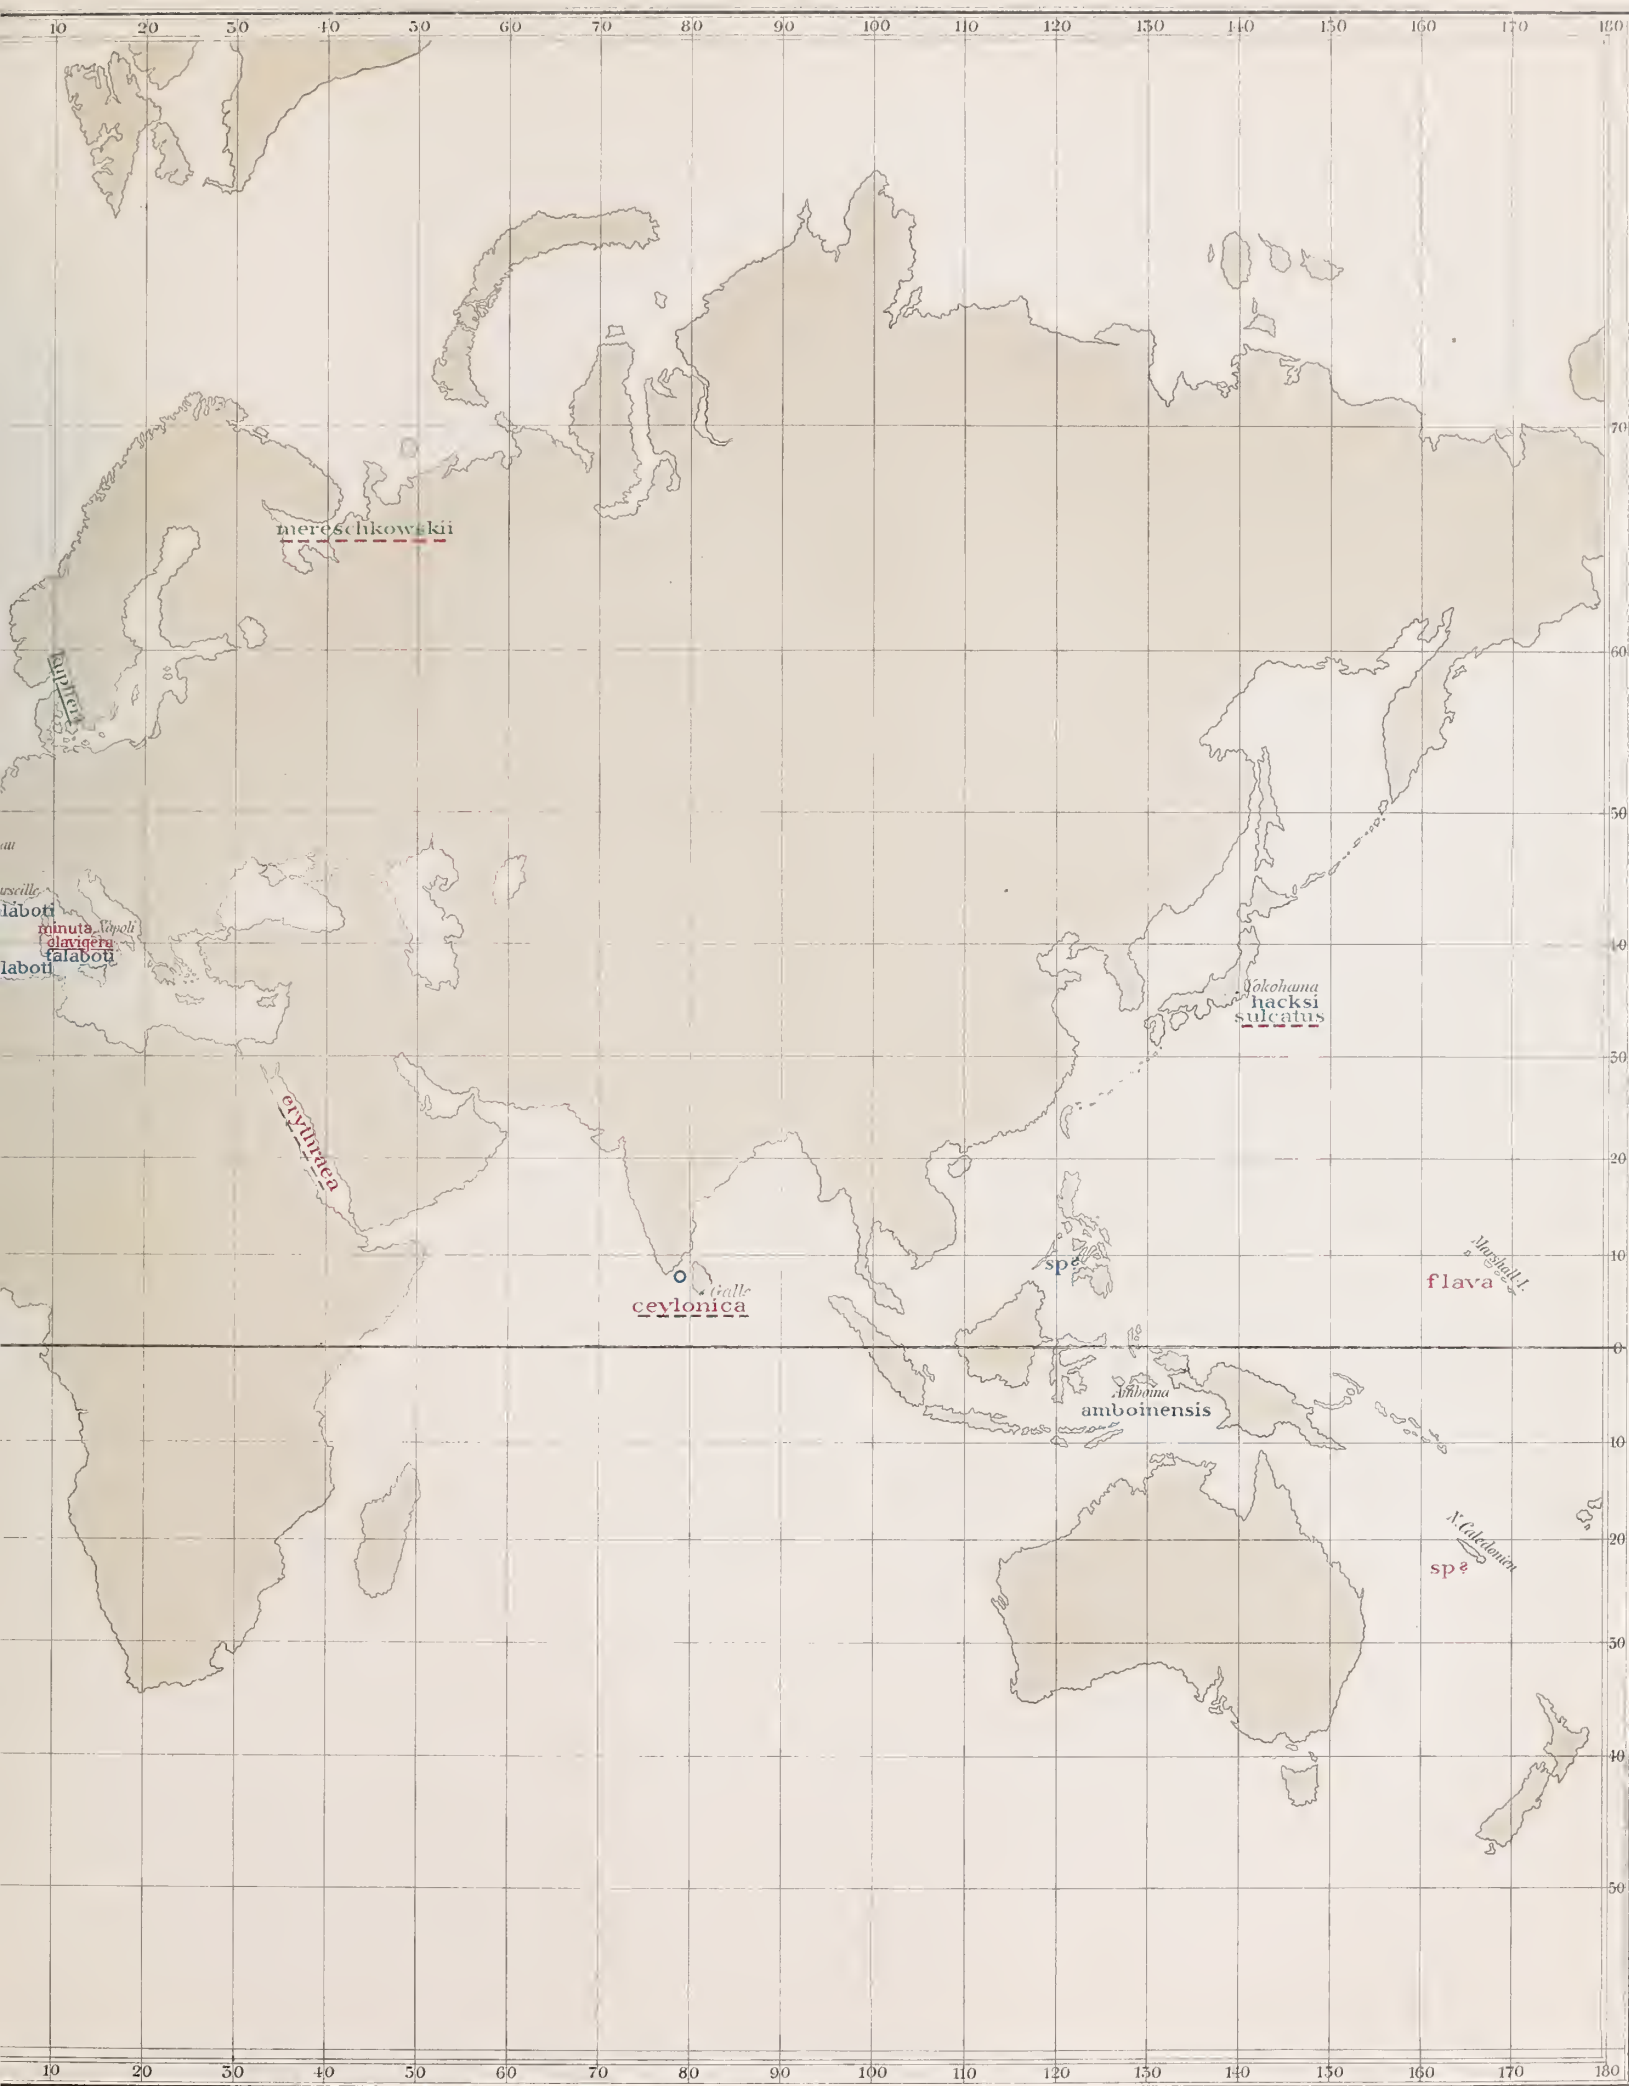 10 20 30 40 50 60 70 80 90 100 110 120 130 140 150 160 170 180
70
mereschkowskii
60
50
Napoli
laboti
minuta
clavigera
talaboti
laboti
40
Yokohama
hacksi
sulcatus
30
erythraea
20
Marshall-I.
10
sp?
flava
Galle
ceylonica
0
Amboina
amboinensis
10
N. Caledonien
20
sp?
30
40
50
10 20 30 40 50 60 70 80 90 100 110 120 130 140 150 160 170 180